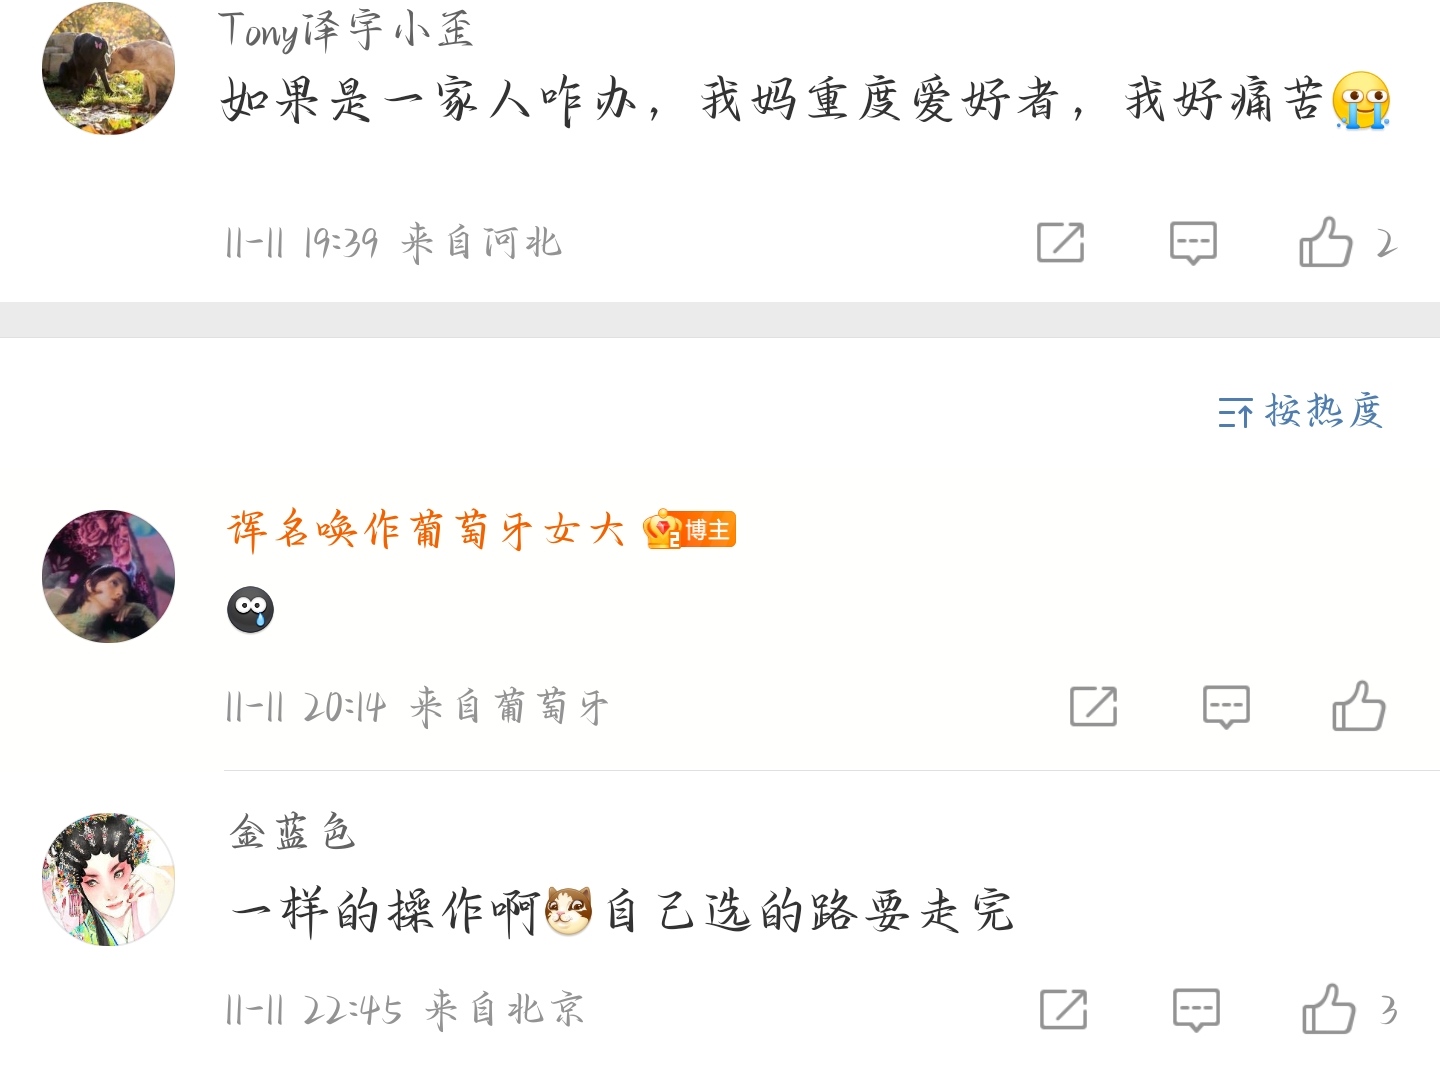 Tony泽宇小歪
如果是一家人咋办，我妈重度爱好者，我好痛苦
11-11 19:39 来自河北
2
按热度
浑名唤作葡萄牙女大 2 博主
11-11 20:14 来自葡萄牙
金蓝色
一样的操作啊自己选的路要走完
11-11 22:45 来自北京
3